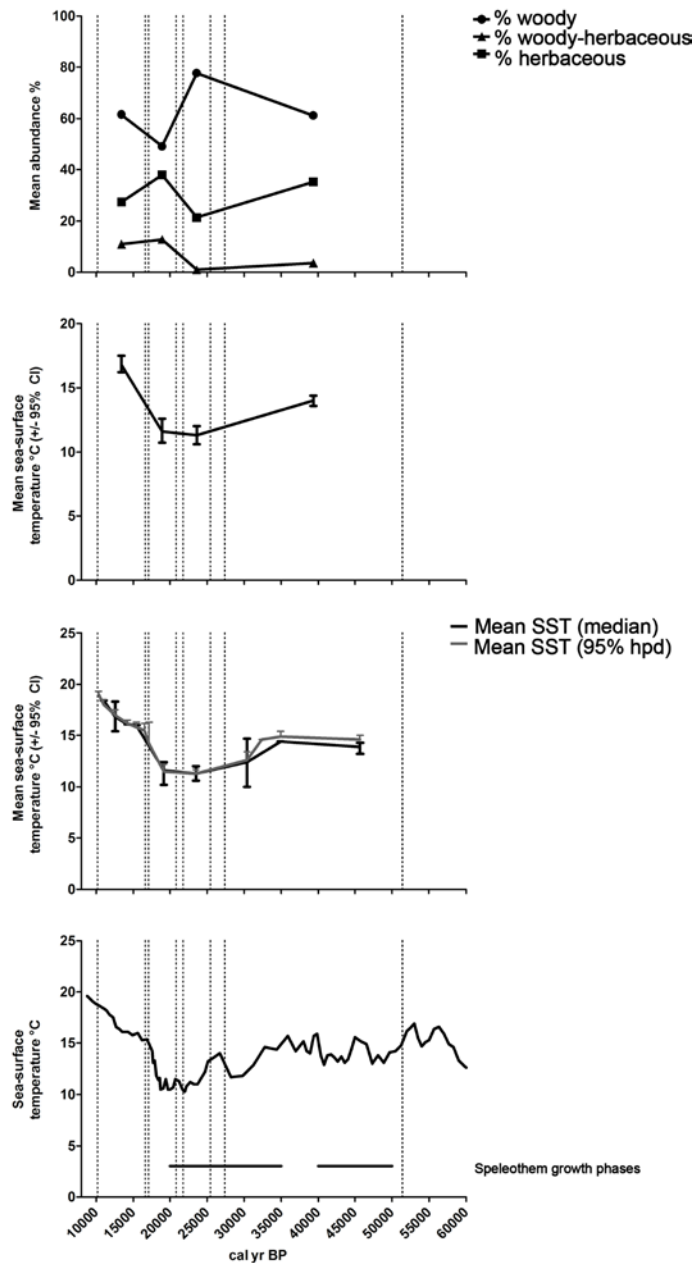 % woody
% woody-herbaceous
% herbaceous
Mean abundance %
100
80
60
40
20
0
Mean sea-surface
temperature °C (+/- 95% CI)
20
15
10
5
0
Mean SST (median)
Mean SST (95% hpd)
Mean sea-surface
temperature °C (+/- 95% CI)
25
20
15
10
5
0
Sea-surface
temperature °C
25
20
15
10
5
0
Speleothem growth phases
10000
15000
20000
25000
30000
35000
40000
45000
50000
55000
60000
cal yr BP